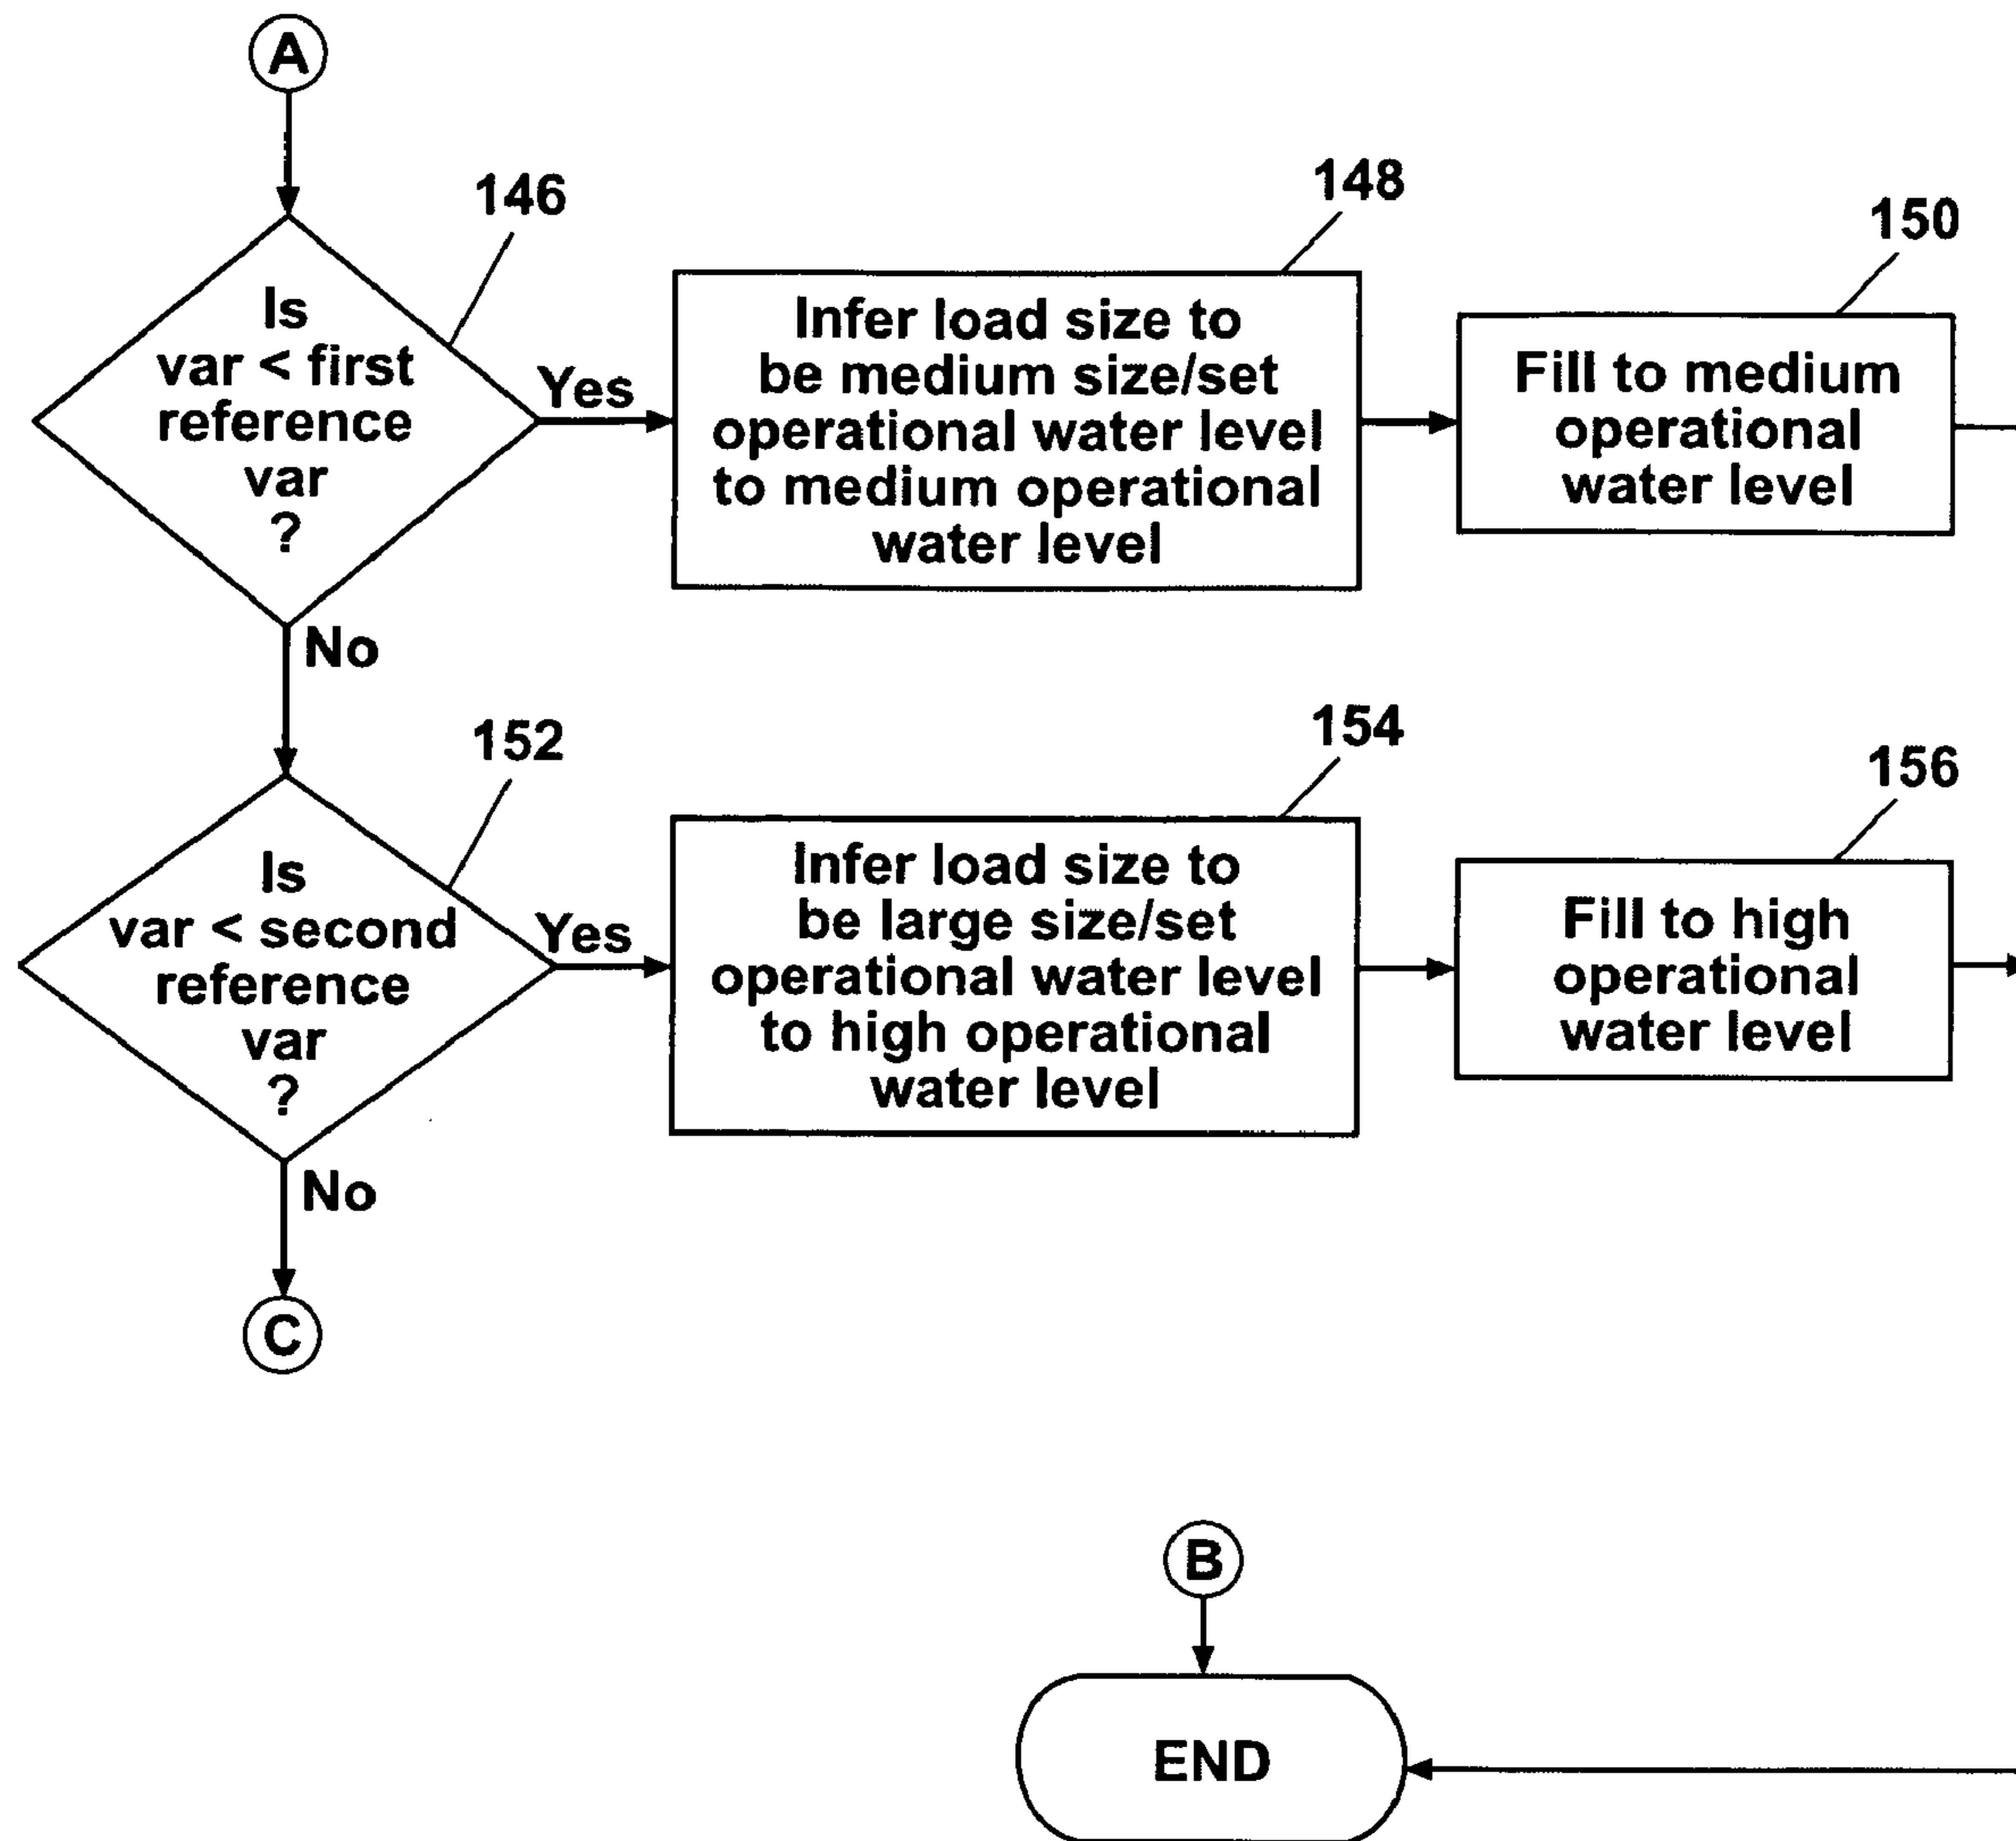 A
146
Is
var < first
reference
var
?
Yes
148
Infer load size to
be medium size/set
operational water level
to medium operational
water level
150
Fill to medium
operational
water level
No
152
Is
var < second
reference
var
?
Yes
154
Infer load size to
be large size/set
operational water level
to high operational
water level
156
Fill to high
operational
water level
No
C
B
END